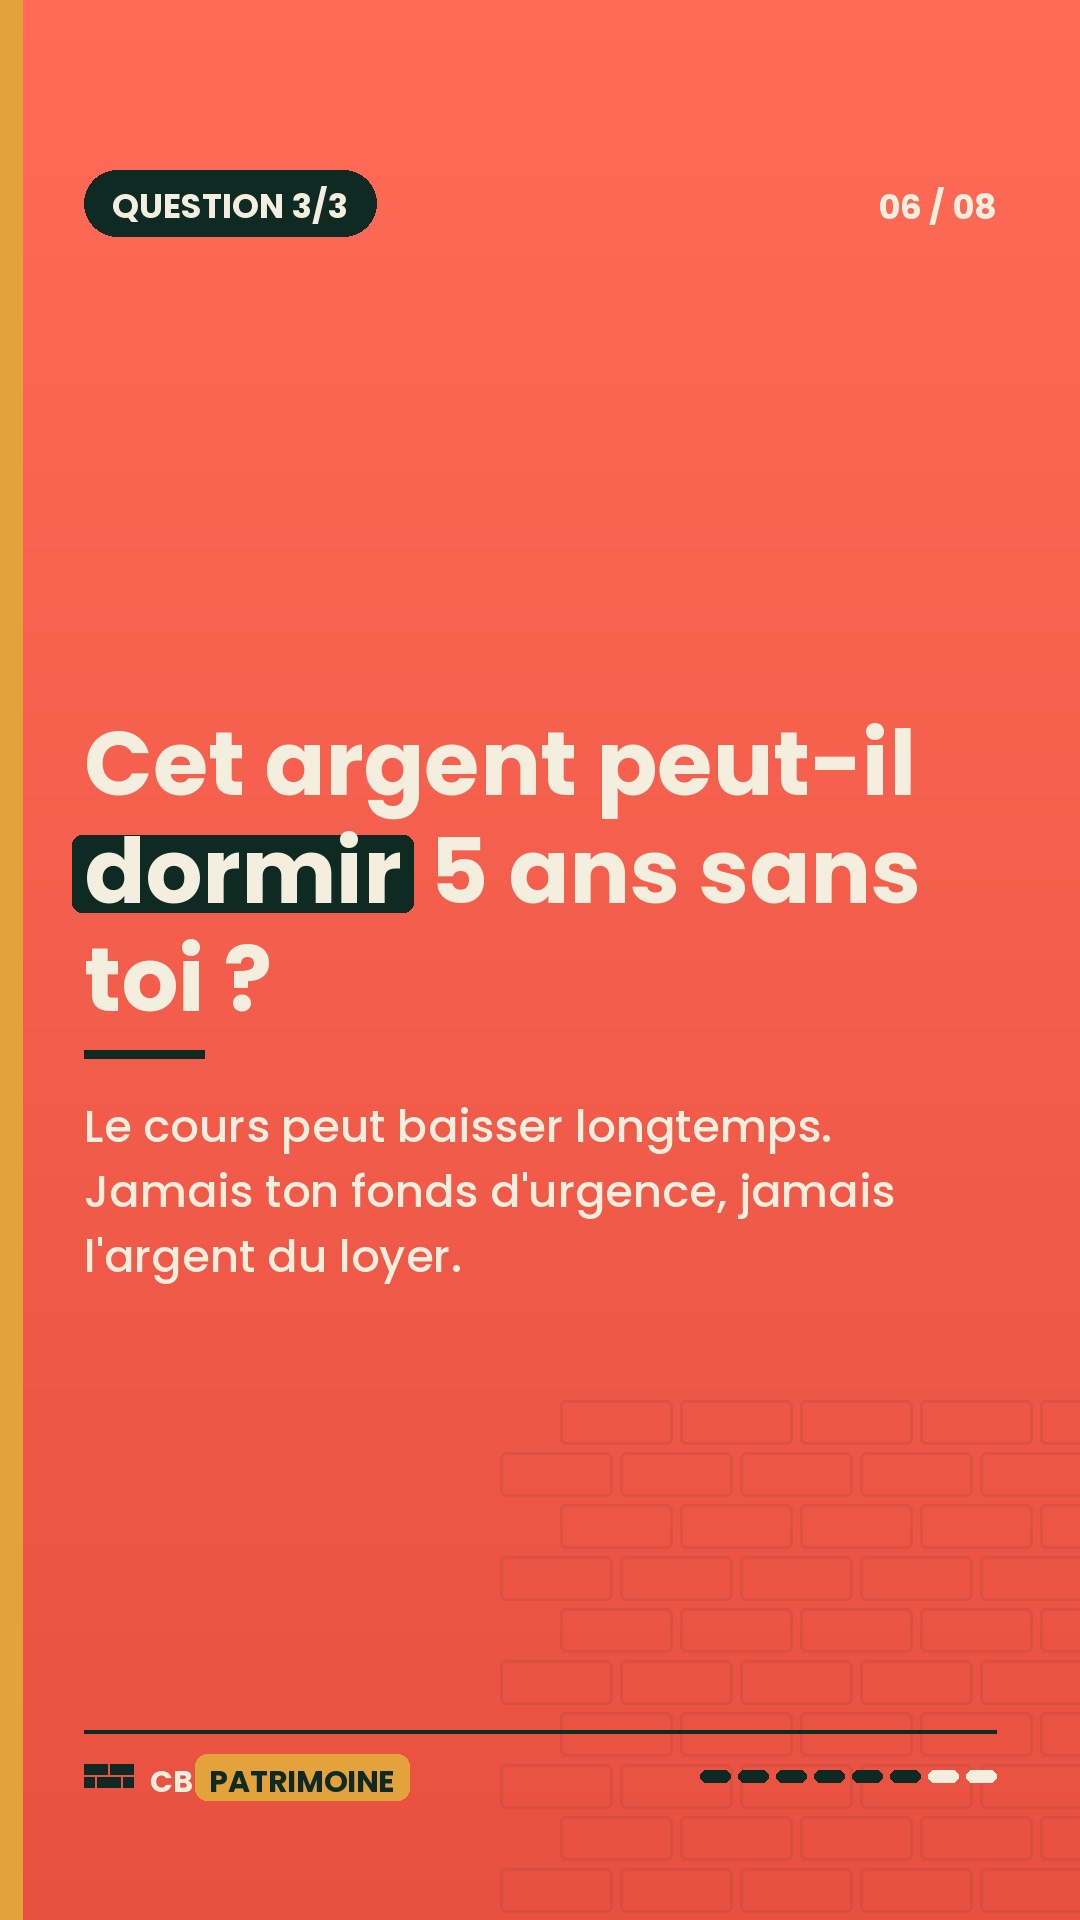 QUESTION 3/3
06 / 08
Cet argent peut-il
dormir 5 ans sans
toi ?
Le cours peut baisser longtemps.
Jamais ton fonds d'urgence, jamais
l'argent du loyer.
CB PATRIMOINE